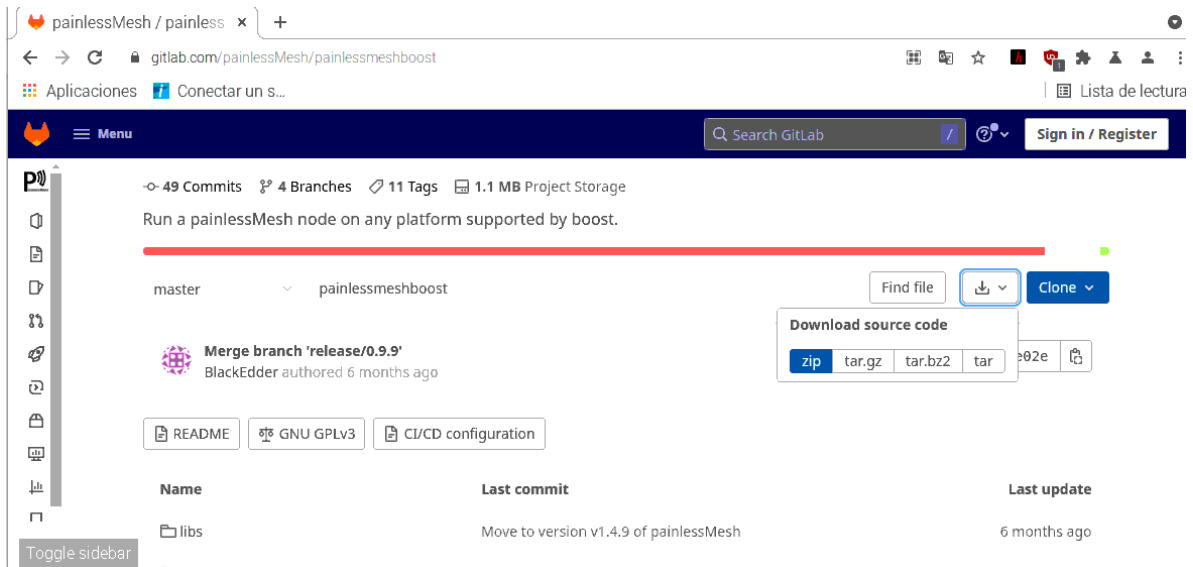 painlessMesh / painless × +
gitlab.com/painlessMesh/painlessmeshboost
1
Aplicaciones Conectar un s... Lista de lectura
Menu Search GitLab / Sign in / Register
49 Commits 4 Branches 11 Tags 1.1 MB Project Storage
Run a painlessMesh node on any platform supported by boost.
master painlessmeshboost Find file Clone
Download source code
Merge branch 'release/0.9.9'
zip tar.gz tar.bz2 tar e02e
BlackEdder authored 6 months ago
README GNU GPLv3 CI/CD configuration
Name Last commit Last update
libs Move to version v1.4.9 of painlessMesh 6 months ago
Toggle sidebar